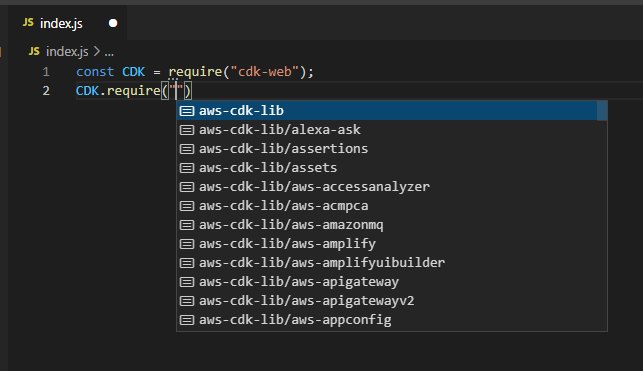 JS index.js
JS index.js > ...
1 const CDK = require("cdk-web");
2 CDK.require("")
aws-cdk-lib
aws-cdk-lib/alexa-ask
aws-cdk-lib/assertions
aws-cdk-lib/assets
aws-cdk-lib/aws-accessanalyzer
aws-cdk-lib/aws-acmpca
aws-cdk-lib/aws-amazonmq
aws-cdk-lib/aws-amplify
aws-cdk-lib/aws-amplifyuibuilder
aws-cdk-lib/aws-apigateway
aws-cdk-lib/aws-apigatewayv2
aws-cdk-lib/aws-appconfig